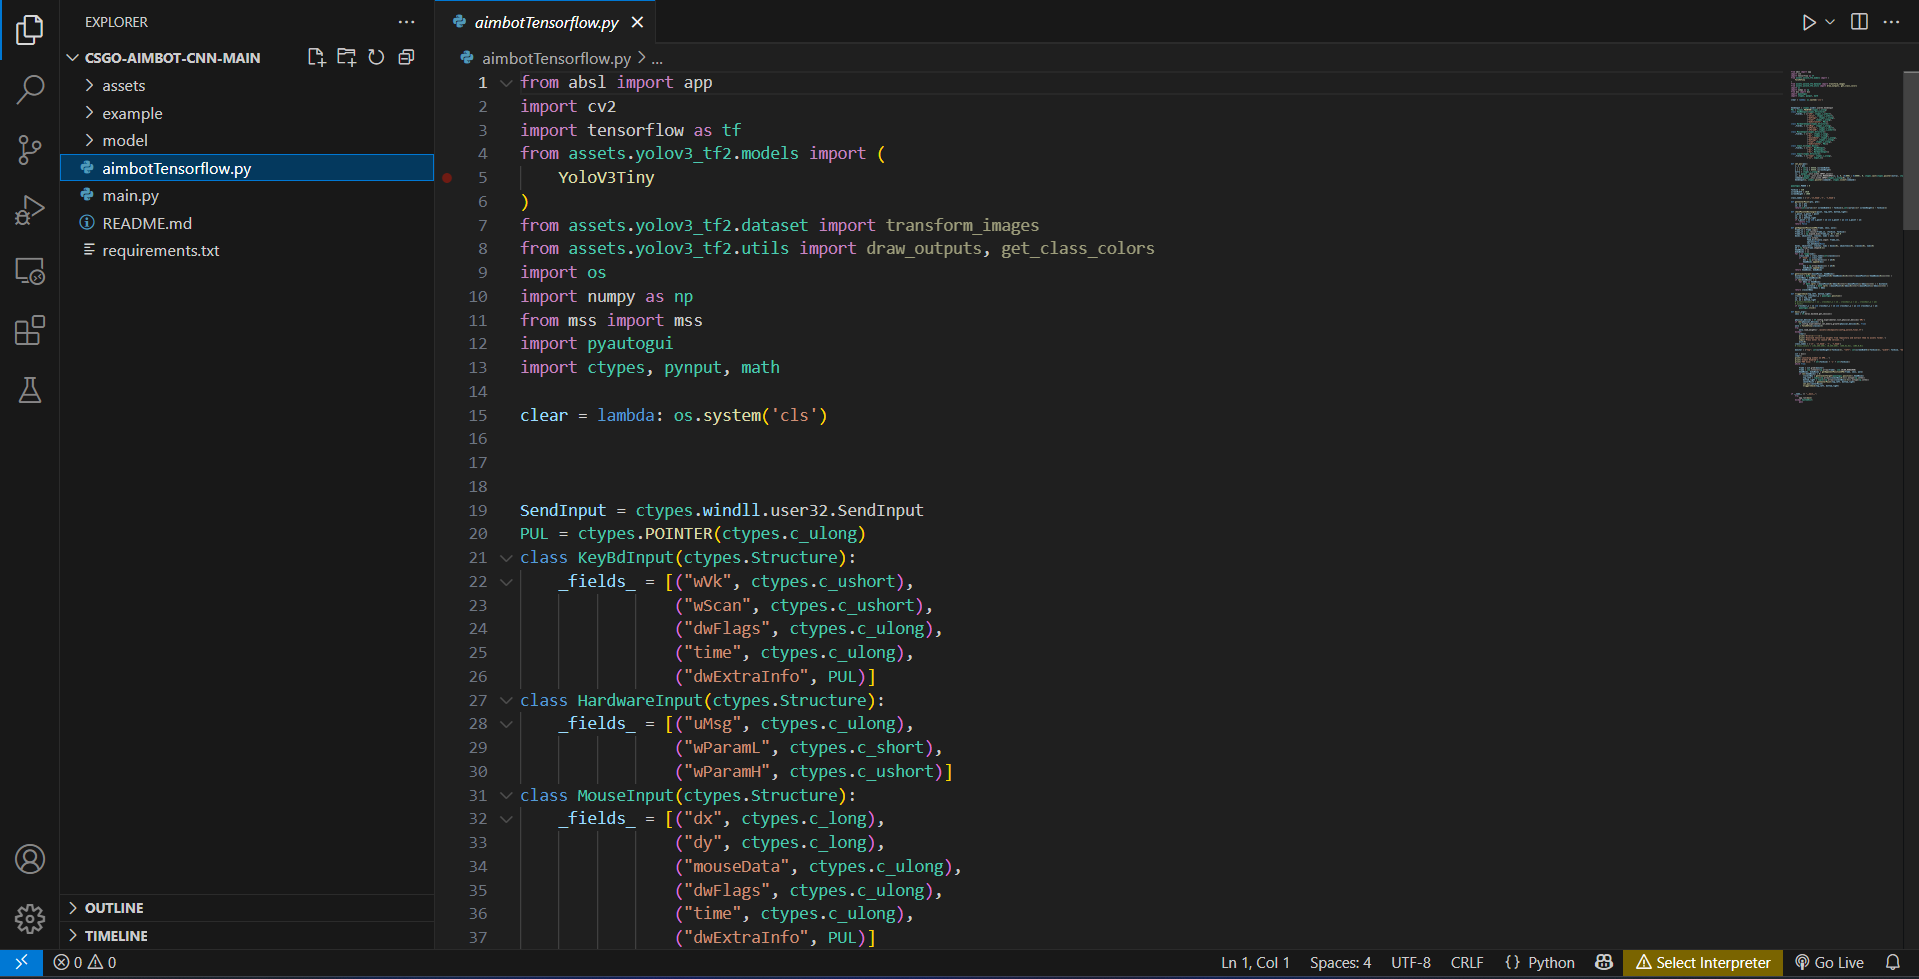 EXPLORER
CSGO-AIMBOT-CNN-MAIN
assets
example
model
aimbotTensorflow.py
main.py
README.md
requirements.txt
OUTLINE
TIMELINE
aimbotTensorflow.py
aimbotTensorflow.py > ...
1 from absl import app
2 import cv2
3 import tensorflow as tf
4 from assets.yolov3_tf2.models import (
5 YoloV3Tiny
6 )
7 from assets.yolov3_tf2.dataset import transform_images
8 from assets.yolov3_tf2.utils import draw_outputs, get_class_colors
9 import os
10 import numpy as np
11 from mss import mss
12 import pyautogui
13 import ctypes, pynput, math
14
15 clear = lambda: os.system('cls')
16
17
18
19 SendInput = ctypes.windll.user32.SendInput
20 PUL = ctypes.POINTER(ctypes.c_ulong)
21 class KeyBdInput(ctypes.Structure):
22 _fields_ = [("wVk", ctypes.c_ushort),
23 ("wScan", ctypes.c_ushort),
24 ("dwFlags", ctypes.c_ulong),
25 ("time", ctypes.c_ulong),
26 ("dwExtraInfo", PUL)]
27 class HardwareInput(ctypes.Structure):
28 _fields_ = [("uMsg", ctypes.c_ulong),
29 ("wParamL", ctypes.c_short),
30 ("wParamH", ctypes.c_ushort)]
31 class MouseInput(ctypes.Structure):
32 _fields_ = [("dx", ctypes.c_long),
33 ("dy", ctypes.c_long),
34 ("mouseData", ctypes.c_ulong),
35 ("dwFlags", ctypes.c_ulong),
36 ("time", ctypes.c_ulong),
37 ("dwExtraInfo", PUL)]
0 0 Ln 1, Col 1 Spaces: 4 UTF-8 CRLF {} Python Select Interpreter Go Live